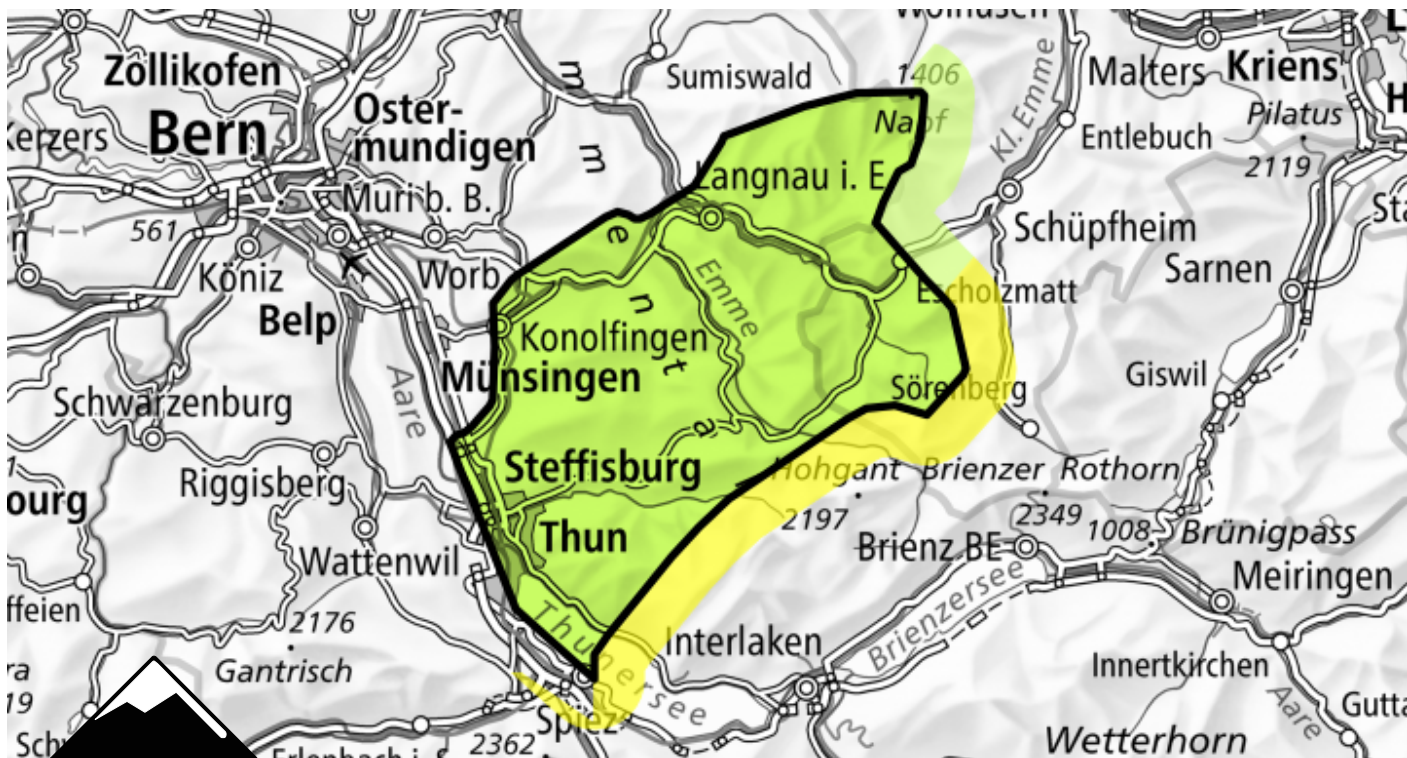 Wolhusen
Zollikofen
Sumiswald
1406
Malters
Kriens
Oster-
mundigen
Bern
Kerzers
Napf
Kl. Emme
Entlebuch
Pilatus
2119
Langnau i. E.
Muri b. B.
561
Köniz
Worb
Schüpfheim
Sarnen
Belp
Emme
Escholzmatt
Konolfingen
Münsingen
Emmental
Sörenberg
Giswil
Schwarzenburg
Aare
Steffisburg
Riggisberg
Hohgant
2197
Brienzer Rothorn
2349
1008
Brünigpass
Thun
Wattenwil
Brienz BE
Meiringen
2176
Gantrisch
Thunersee
Interlaken
Brienzersee
Innertkirchen
Aare
Spiez
2362
Wetterhorn